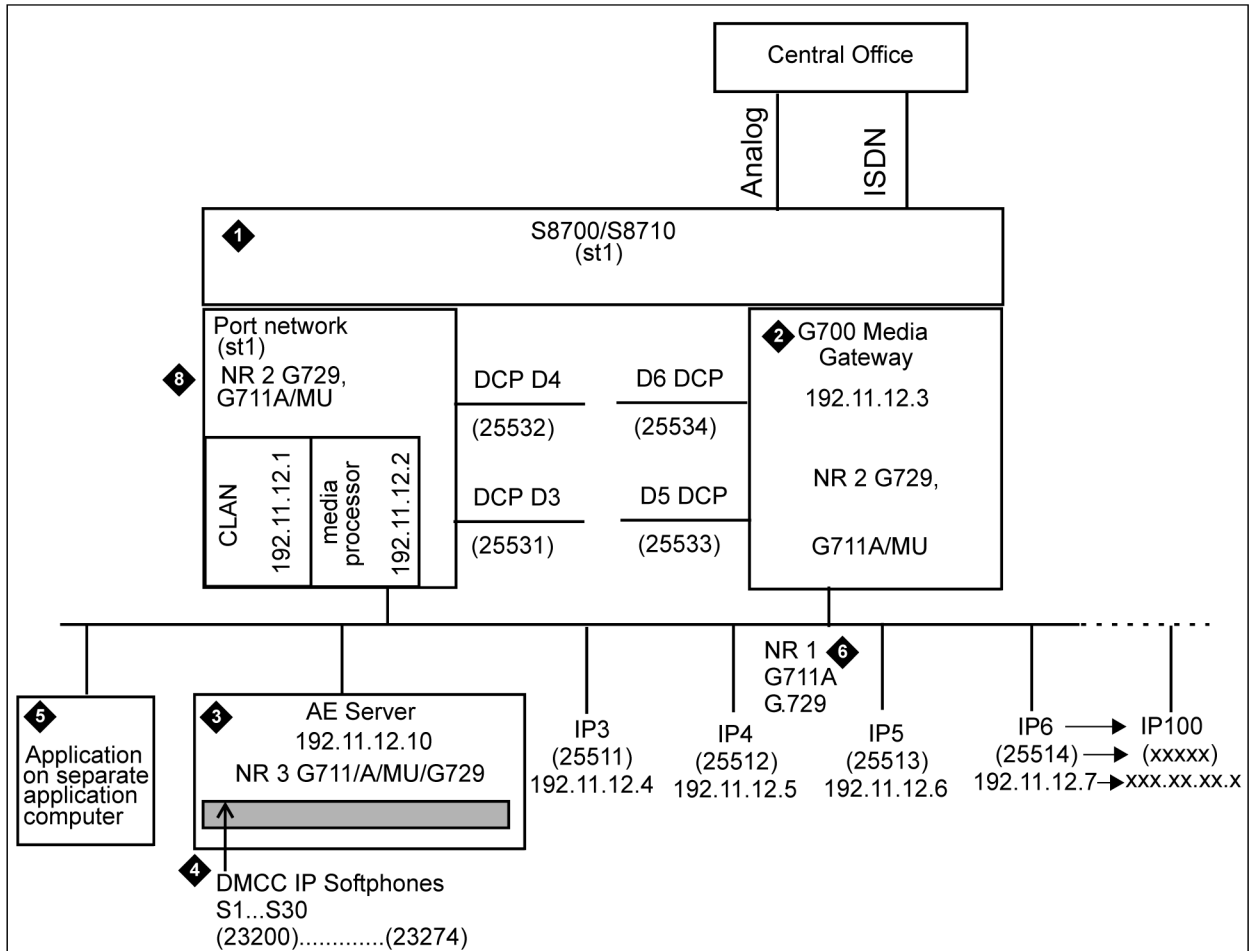 Central Office
Analog
ISDN
1
S8700/S8710
(st1)
Port network
(st1)
8
NR 2 G729,
G711A/MU
CLAN
192.11.12.1
media
processor
192.11.12.2
DCP D4
(25532)
DCP D3
(25531)
D6 DCP
(25534)
D5 DCP
(25533)
2
G700 Media
Gateway
192.11.12.3
NR 2 G729,
G711A/MU
5
Application
on separate
application
computer
3
AE Server
192.11.12.10
NR 3 G711/A/MU/G729
4
DMCC IP Softphones
S1...S30
(23200).............(23274)
IP3
(25511)
192.11.12.4
IP4
(25512)
192.11.12.5
NR 1
6
G711A
G.729
IP5
(25513)
192.11.12.6
IP6
(25514)
192.11.12.7
IP100
(xxxxx)
xxx.xx.xx.x